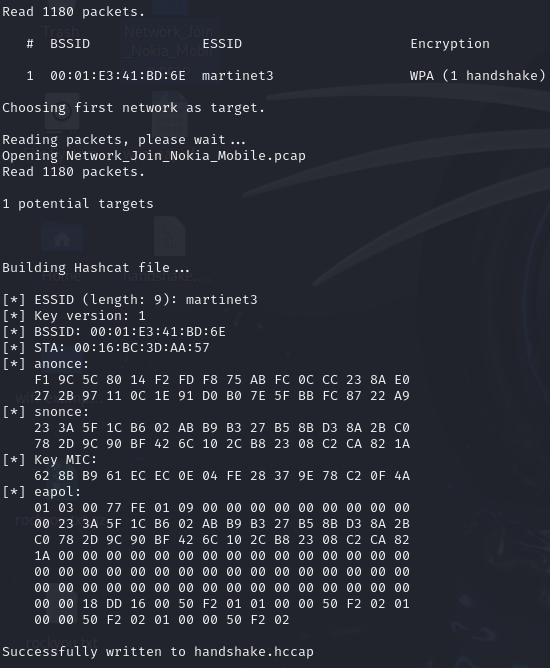 Read 1180 packets.
#  BSSID              ESSID                     Encryption
1  00:01:E3:41:BD:6E  martinet3                 WPA (1 handshake)
Choosing first network as target.
Reading packets, please wait...
Opening Network_Join_Nokia_Mobile.pcap
Read 1180 packets.
1 potential targets
Building Hashcat file...
[*] ESSID (length: 9): martinet3
[*] Key version: 1
[*] BSSID: 00:01:E3:41:BD:6E
[*] STA: 00:16:BC:3D:AA:57
[*] anonce:
F1 9C 5C 80 14 F2 FD F8 75 AB FC 0C CC 23 8A E0
27 2B 97 11 0C 1E 91 D0 B0 7E 5F BB FC 87 22 A9
[*] snonce:
23 3A 5F 1C B6 02 AB B9 B3 27 B5 8B D3 8A 2B C0
78 2D 9C 90 BF 42 6C 10 2C B8 23 08 C2 CA 82 1A
[*] Key MIC:
62 8B B9 61 EC EC 0E 04 FE 28 37 9E 78 C2 0F 4A
[*] eapol:
01 03 00 77 FE 01 09 00 00 00 00 00 00 00 00 00
00 23 3A 5F 1C B6 02 AB B9 B3 27 B5 8B D3 8A 2B
C0 78 2D 9C 90 BF 42 6C 10 2C B8 23 08 C2 CA 82
1A 00 00 00 00 00 00 00 00 00 00 00 00 00 00 00
00 00 00 00 00 00 00 00 00 00 00 00 00 00 00 00
00 00 00 00 00 00 00 00 00 00 00 00 00 00 00 00
00 00 18 DD 16 00 50 F2 01 01 00 00 50 F2 02 01
00 00 50 F2 02 01 00 00 50 F2 02
Successfully written to handshake.hccap
Trash
Network_Join
_Nokia_Mobi
Home
handshake.
rockyou.txt